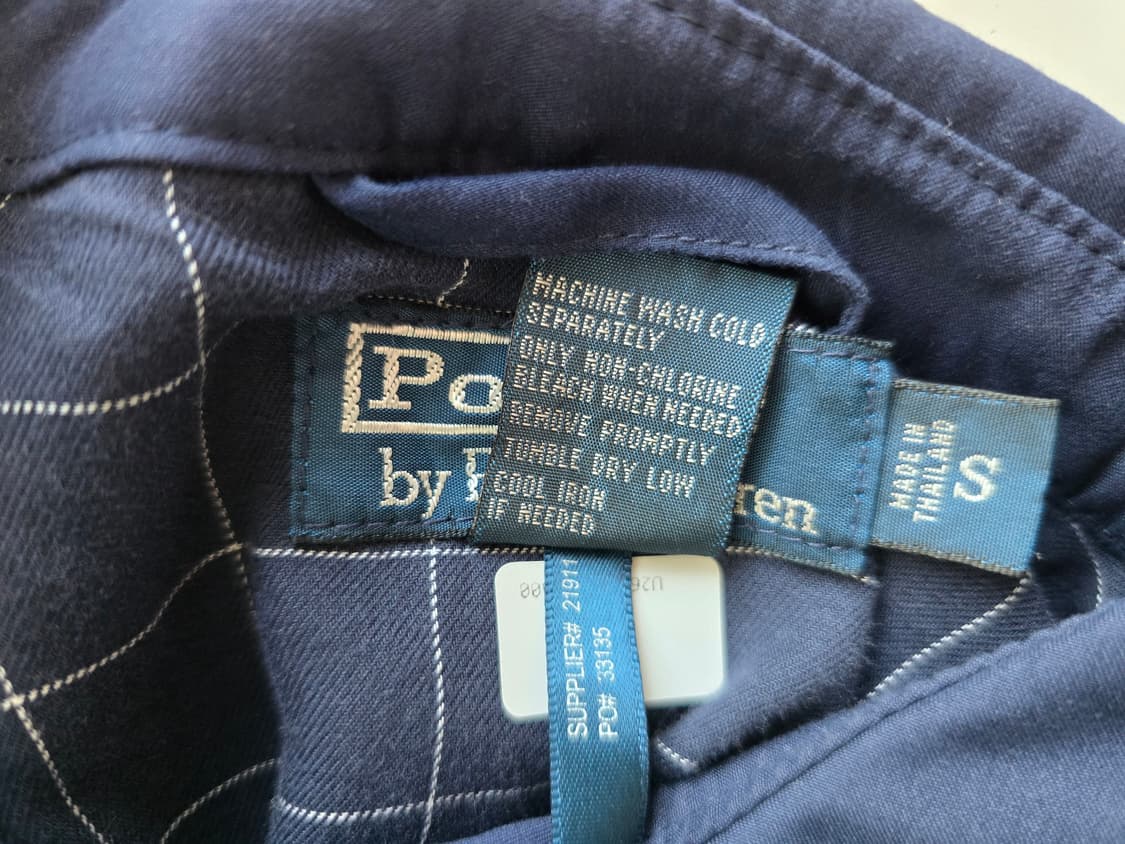 Po
by R
ren
MACHINE WASH COLD
SEPARATELY
ONLY NON-CHLORINE
BLEACH WHEN NEEDED
REMOVE PROMPTLY
TUMBLE DRY LOW
COOL IRON
IF NEEDED
MADE IN
THAILAND
S
SUPPLIER# 21911
PO# 33135